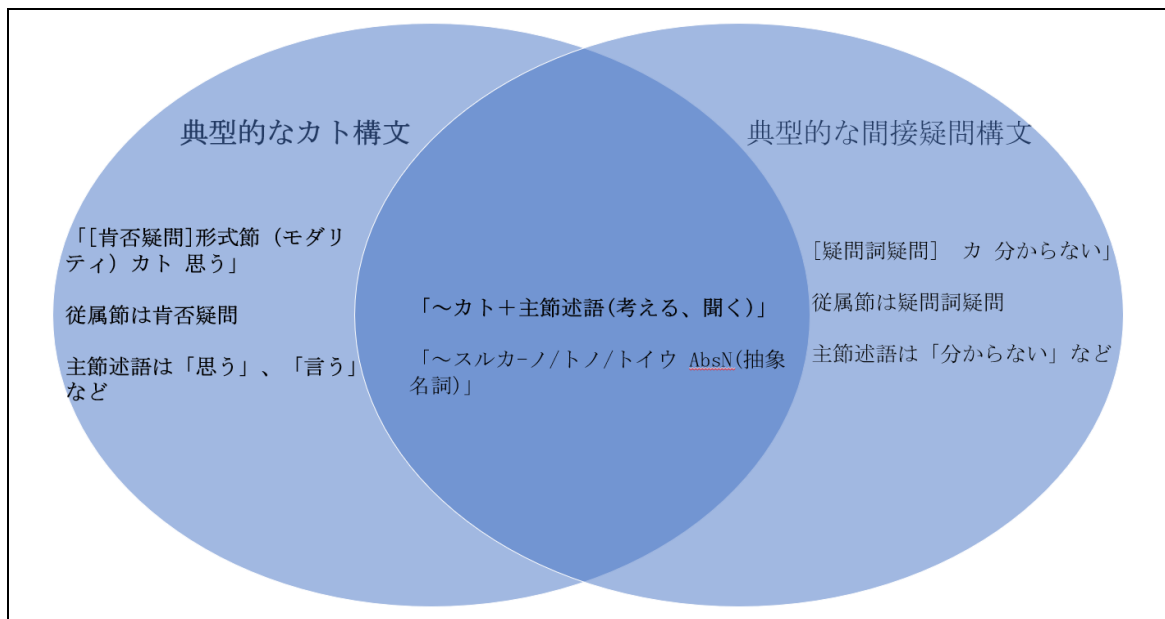 典型的なカト構文
「[肯否疑問]形式節 (モダリ
ティ) カト 思う」
従属節は肯否疑問
主節述語は「思う」、「言う」
など
「～カト＋主節述語(考える、聞く)」
「～スルカ-ノ/トノ/トイウ AbsN(抽象
名詞)」
典型的な間接疑問構文
[疑問詞疑問]　カ 分からない」
従属節は疑問詞疑問
主節述語は「分からない」など